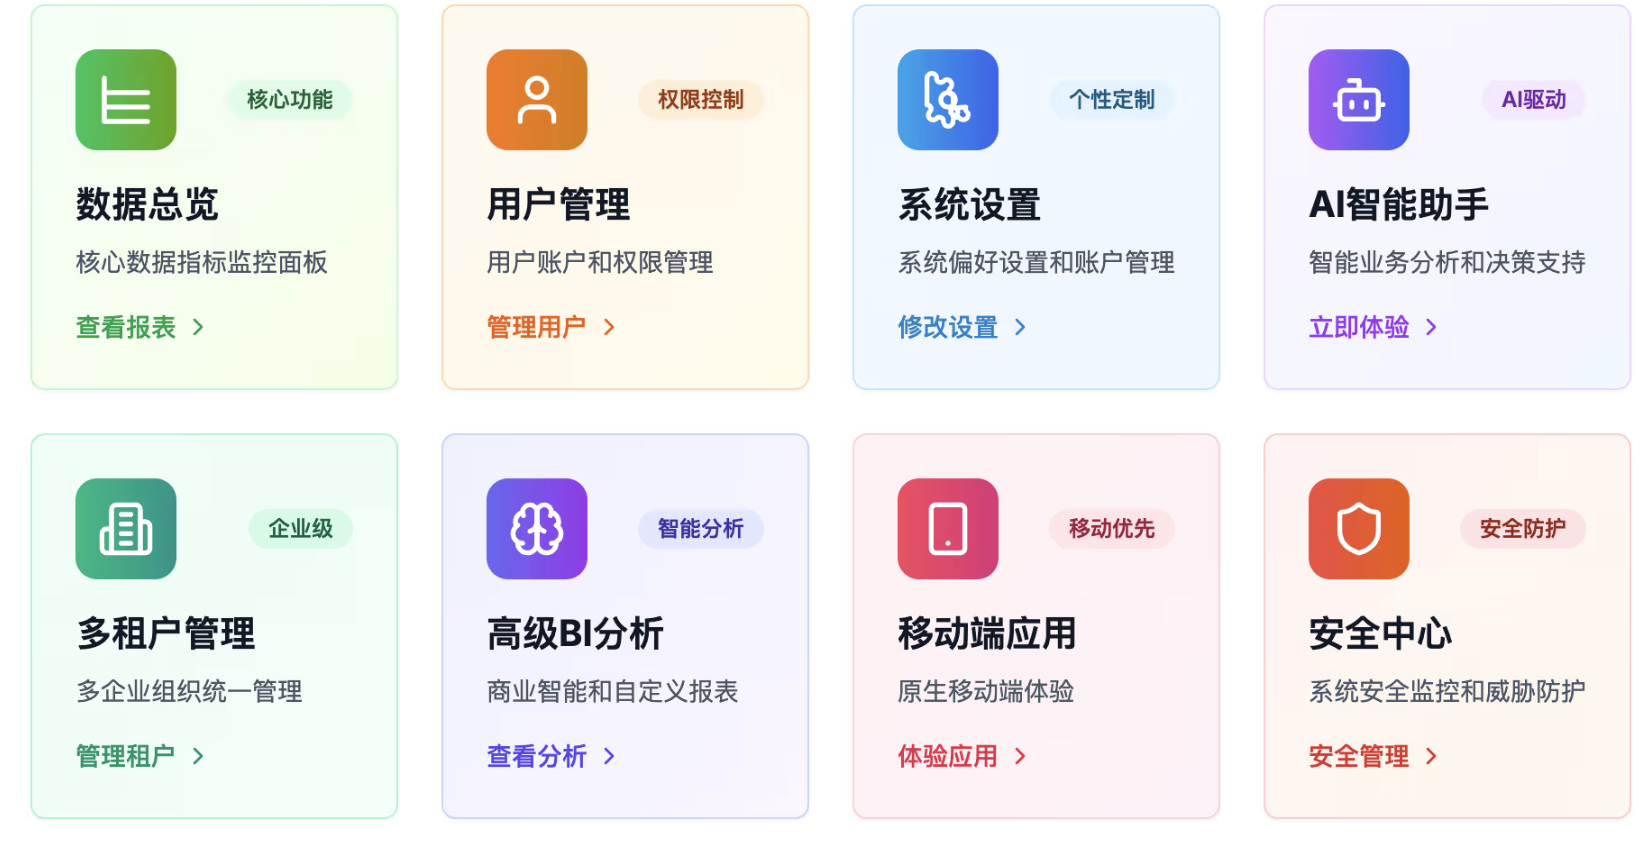 核心功能
数据总览
核心数据指标监控面板
查看报表
权限控制
用户管理
用户账户和权限管理
管理用户
个性定制
系统设置
系统偏好设置和账户管理
修改设置
AI驱动
AI智能助手
智能业务分析和决策支持
立即体验
企业级
多租户管理
多企业组织统一管理
管理租户
智能分析
高级BI分析
商业智能和自定义报表
查看分析
移动优先
移动端应用
原生移动端体验
体验应用
安全防护
安全中心
系统安全监控和威胁防护
安全管理